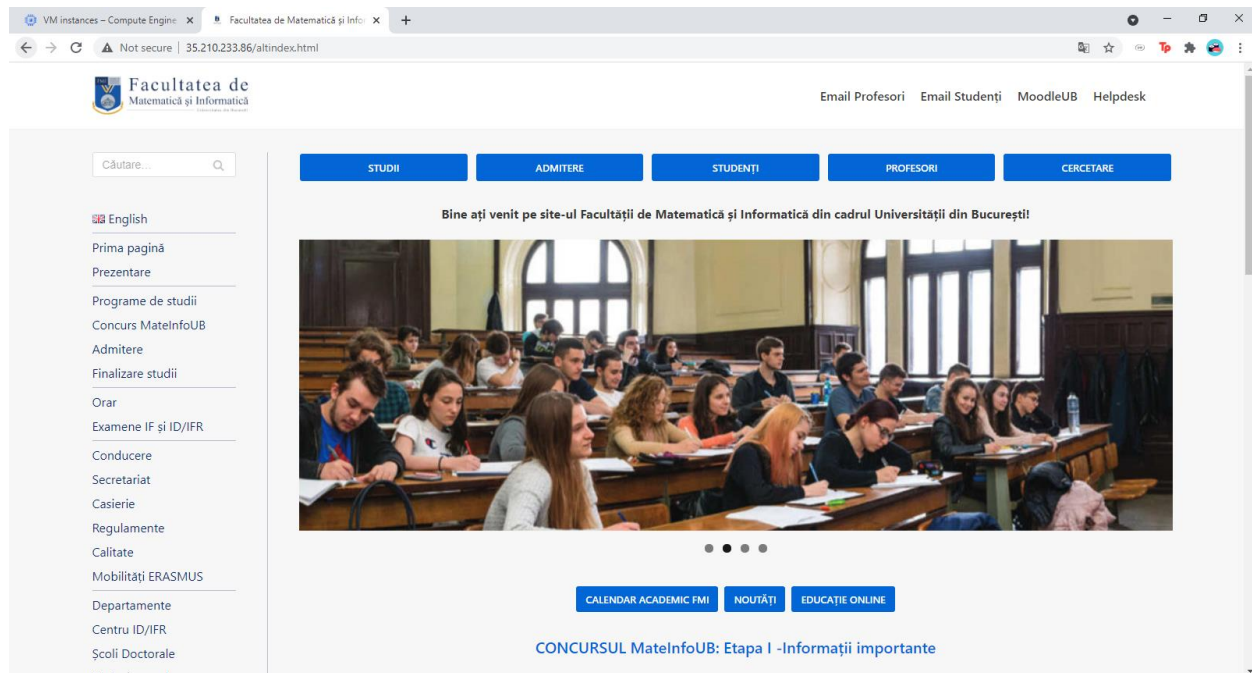 VM instances – Compute Engine
Facultatea de Matematică și Info
Not secure | 35.210.233.86/altindex.html
Tp
Facultatea de
Matematică și Informatică
Email Profesori Email Studenți MoodleUB Helpdesk
Căutare...
STUDII ADMITERE STUDENȚI PROFESORI CERCETARE
English
Bine ați venit pe site-ul Facultății de Matematică și Informatică din cadrul Universității din București!
Prima pagină
Prezentare
Programe de studii
Concurs MateInfoUB
Admitere
Finalizare studii
Orar
Examene IF și ID/IFR
Conducere
Secretariat
Casierie
Regulamente
Calitate
Mobilități ERASMUS
Departamente
Centru ID/IFR
Școli Doctorale
CALENDAR ACADEMIC FMI NOUTĂȚI EDUCAȚIE ONLINE
CONCURSUL MateInfoUB: Etapa I -Informații importante